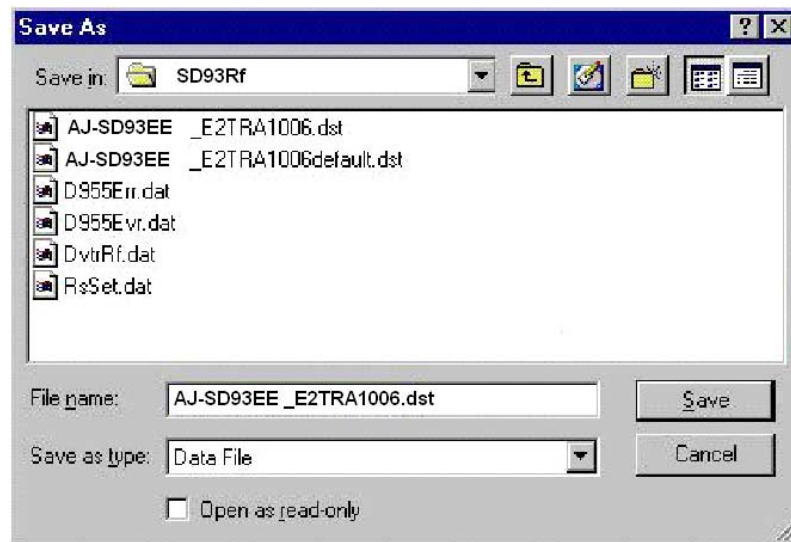 Save As
Save in: SD93Rf
AJ-SD93EE _E2TRA1006.dst
AJ-SD93EE _E2TRA1006default.dst
D955Err.dat
D955Evr.dat
DvtrRf.dat
RsSet.dat
File name: AJ-SD93EE _E2TRA1006.dst Save
Save as type: Data File Cancel
Open as read-only